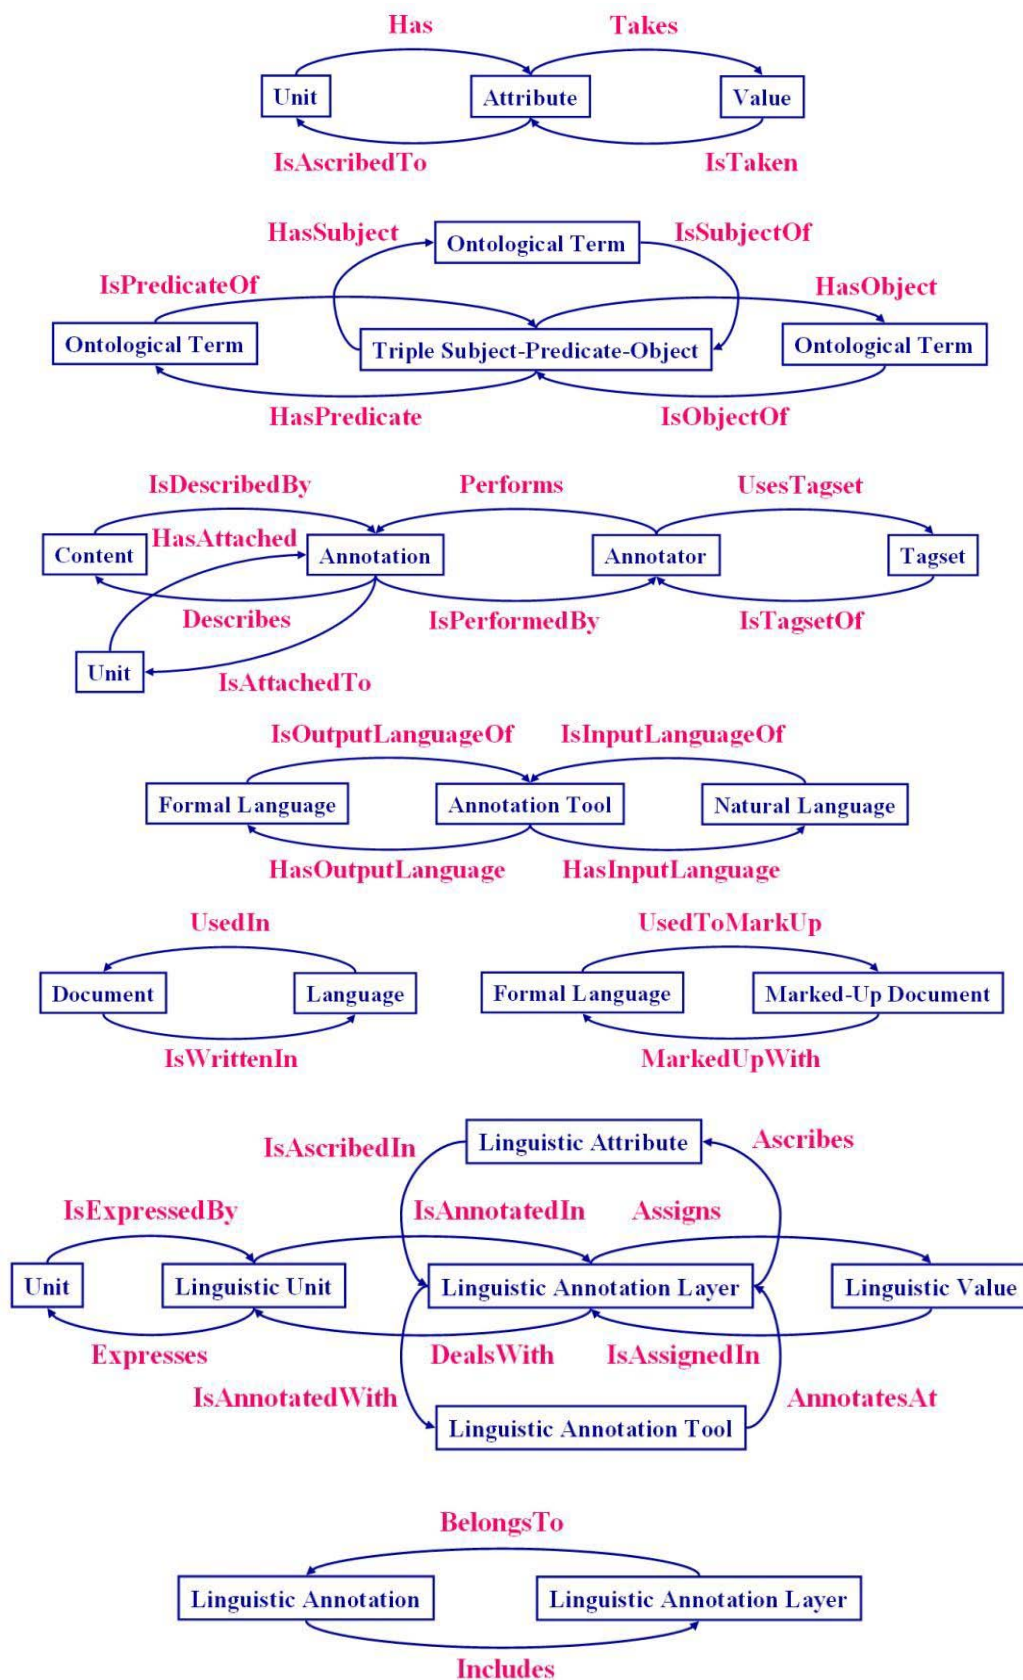 Has Takes
Unit Attribute Value
IsAscribedTo IsTaken
HasSubject Ontological Term IsSubjectOf
IsPredicateOf HasObject
Ontological Term Triple Subject-Predicate-Object Ontological Term
HasPredicate IsObjectOf
IsDescribedBy Performs UsesTagset
HasAttached
Content Annotation Annotator Tagset
Describes IsPerformedBy IsTagsetOf
Unit IsAttachedTo
IsOutputLanguageOf IsInputLanguageOf
Formal Language Annotation Tool Natural Language
HasOutputLanguage HasInputLanguage
UsedIn UsedToMarkUp
Document Language Formal Language Marked-Up Document
IsWrittenIn MarkedUpWith
IsAscribedIn Linguistic Attribute Ascribes
IsExpressedBy IsAnnotatedIn Assigns
Unit Linguistic Unit Linguistic Annotation Layer Linguistic Value
Expresses DealsWith IsAssignedIn
IsAnnotatedWith AnnotatesAt
Linguistic Annotation Tool
BelongsTo
Linguistic Annotation Linguistic Annotation Layer
Includes